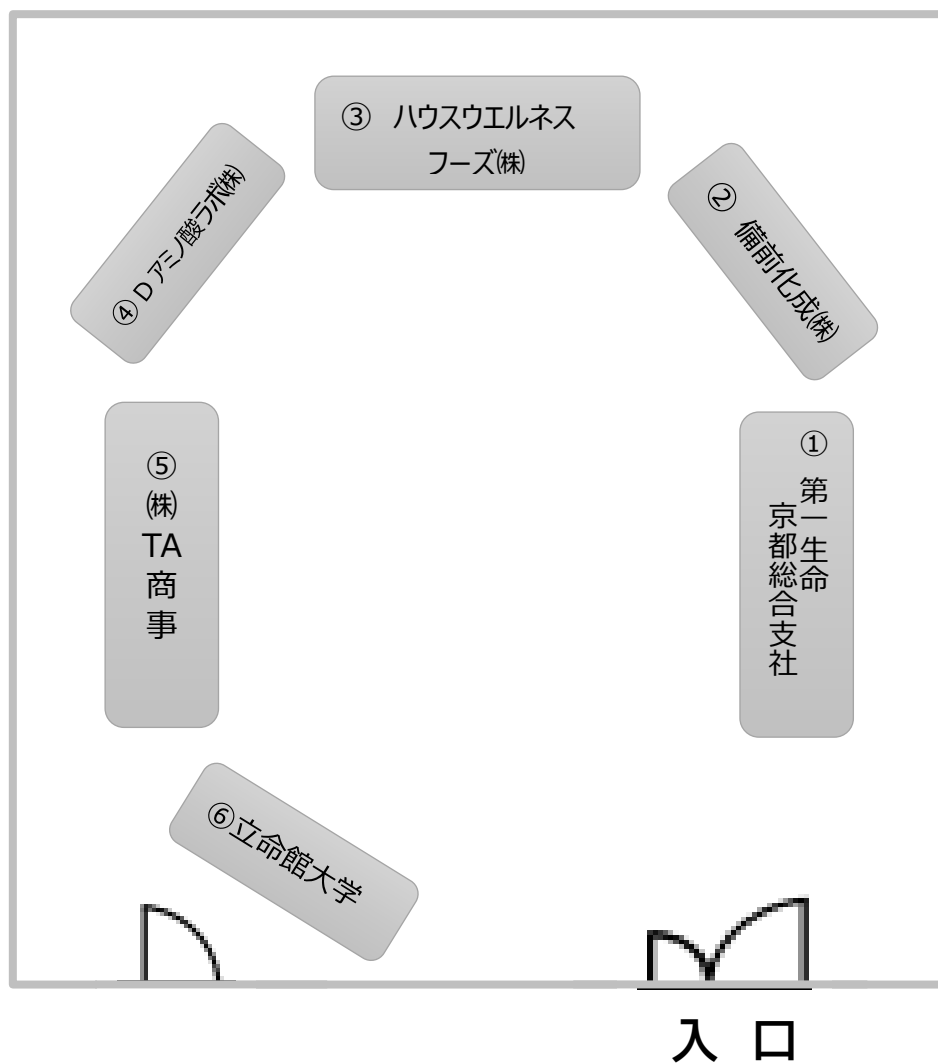 ③ ハウスウエルネス
フーズ㈱
④Dアミノ酸ラボ㈱
② 備前化成㈱
⑤㈱TA商事
① 第一生命
京都総合支社
⑥立命館大学
入 口